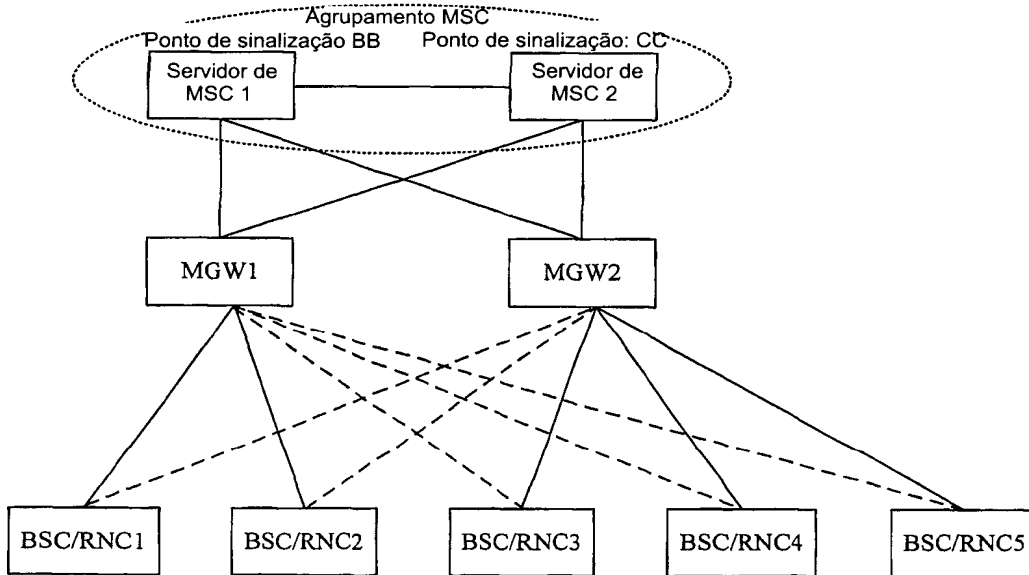 Agrupamento MSC
Ponto de sinalização BB
Ponto de sinalização: CC
Servidor de
MSC 1
Servidor de
MSC 2
MGW1
MGW2
BSC/RNC1
BSC/RNC2
BSC/RNC3
BSC/RNC4
BSC/RNC5